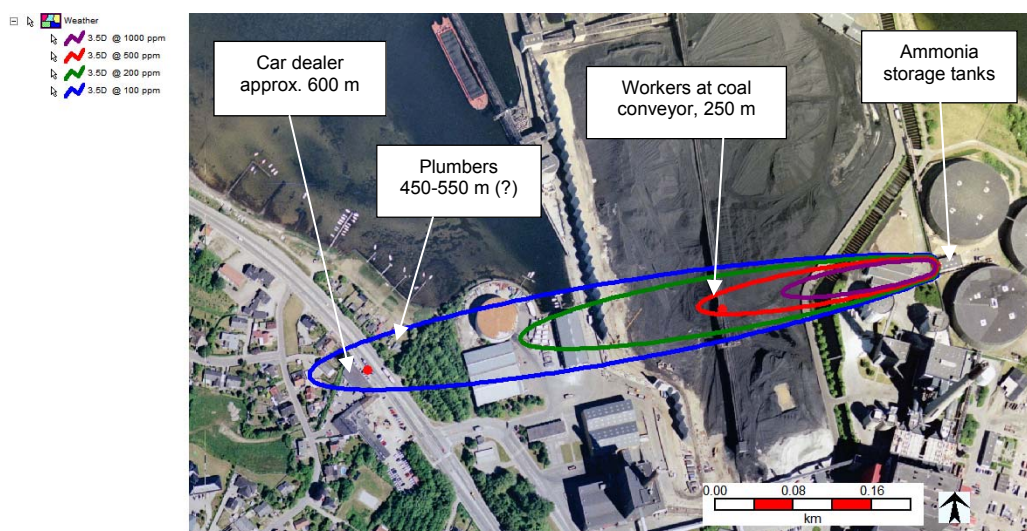 Weather
3.5D @ 1000 ppm
3.5D @ 500 ppm
3.5D @ 200 ppm
3.5D @ 100 ppm
Car dealer
approx. 600 m
Plumbers
450-550 m (?)
Workers at coal
conveyor, 250 m
Ammonia
storage tanks
0.00 0.08 0.16
km